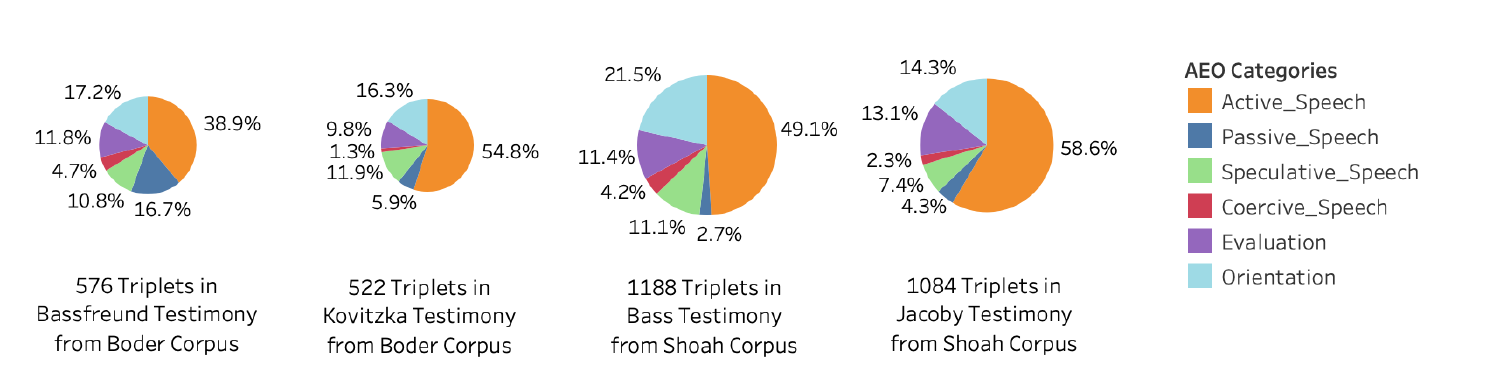 17.2%
38.9%
11.8%
4.7%
10.8%
16.7%
576 Triplets in
Bassfreund Testimony
from Boder Corpus
16.3%
9.8%
1.3%
54.8%
11.9%
5.9%
522 Triplets in
Kovitzka Testimony
from Boder Corpus
21.5%
49.1%
11.4%
4.2%
11.1%
2.7%
1188 Triplets in
Bass Testimony
from Shoah Corpus
14.3%
13.1%
58.6%
2.3%
7.4%
4.3%
1084 Triplets in
Jacoby Testimony
from Shoah Corpus
AEO Categories
Active_Speech
Passive_Speech
Speculative_Speech
Coercive_Speech
Evaluation
Orientation